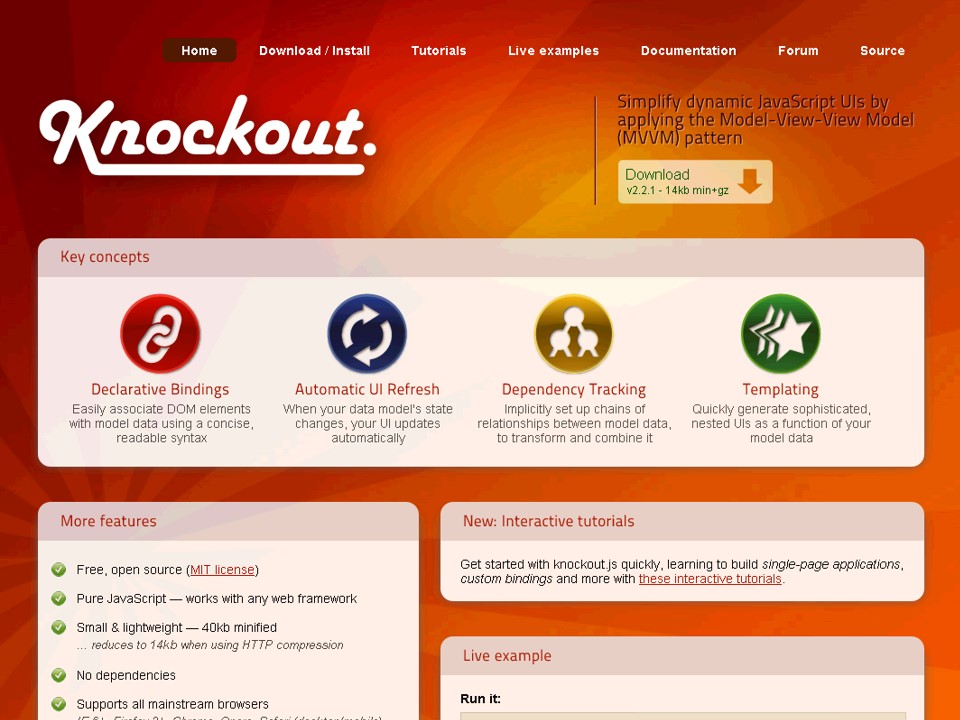 Home Download / Install Tutorials Live examples Documentation Forum Source
Knockout.
Simplify dynamic JavaScript UIs by
applying the Model-View-View Model
(MVVM) pattern
Download
v2.2.1 - 14kb min+gz
Key concepts
Declarative Bindings
Easily associate DOM elements
with model data using a concise,
readable syntax
Automatic UI Refresh
When your data model's state
changes, your UI updates
automatically
Dependency Tracking
Implicitly set up chains of
relationships between model data,
to transform and combine it
Templating
Quickly generate sophisticated,
nested UIs as a function of your
model data
More features
Free, open source (MIT license)
Pure JavaScript — works with any web framework
Small & lightweight — 40kb minified
... reduces to 14kb when using HTTP compression
No dependencies
Supports all mainstream browsers
New: Interactive tutorials
Get started with knockout.js quickly, learning to build single-page applications,
custom bindings and more with these interactive tutorials.
Live example
Run it: